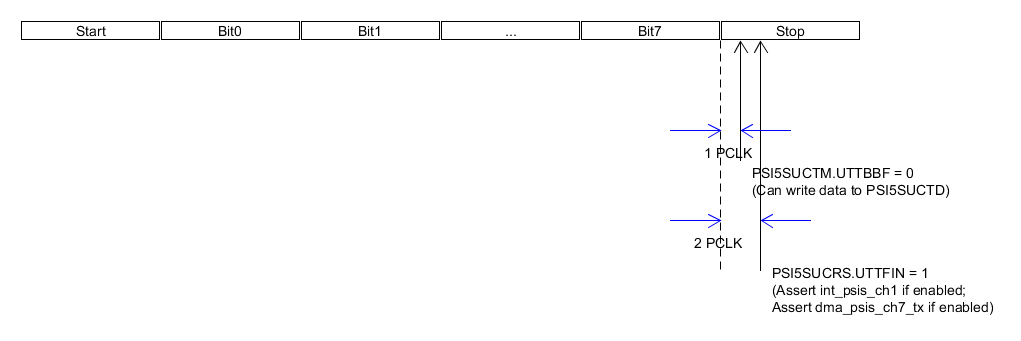 Start Bit0 Bit1 ... Bit7 Stop
1 PCLK
PSI5SUCTM.UTTBBF = 0
(Can write data to PSI5SUCTD)
2 PCLK
PSI5SUCRS.UTTFIN = 1
(Assert int_psis_ch1 if enabled;
Assert dma_psis_ch7_tx if enabled)